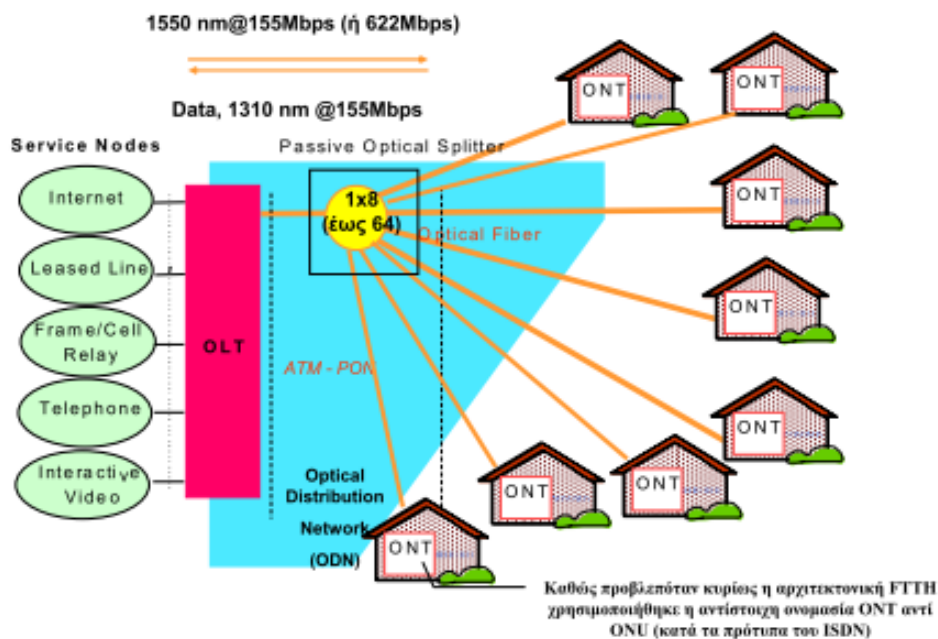 1550 nm@155Mbps (ή 622Mbps)
Data, 1310 nm @155Mbps
Service Nodes
Passive Optical Splitter
Internet
Leased Line
Frame/Cell
Relay
Telephone
Interactive
Video
OLT
1x8
(έως 64)
Optical Fiber
ATM - PON
Optical
Distribution
Network
(ODN)
ONT
ONT
ONT
ONT
ONT
ONT
ONT
ONT
Καθώς προβλεπόταν κυρίως η αρχιτεκτονική FTTH
χρησιμοποιήθηκε η αντίστοιχη ονομασία ONT αντί
ONU (κατά τα πρότυπα του ISDN)